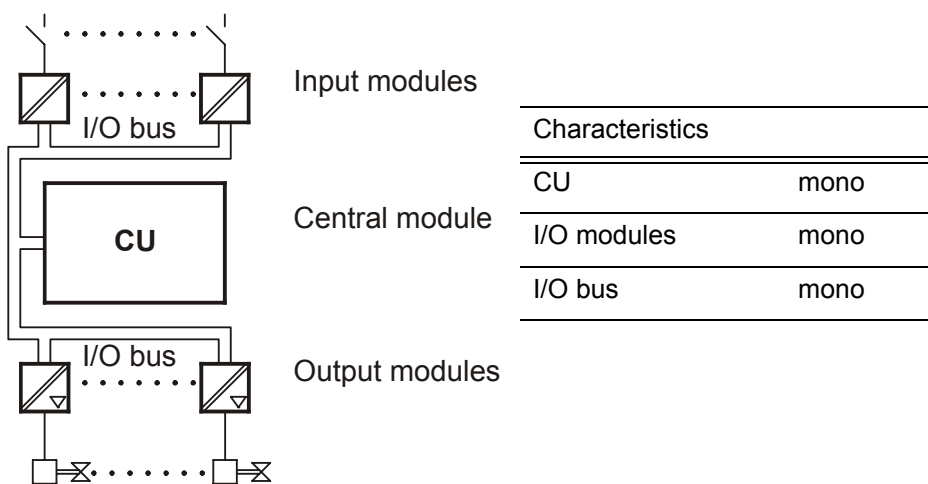 Input modules
I/O bus
Characteristics
CU mono
Central module
CU
I/O modules mono
I/O bus mono
I/O bus
Output modules